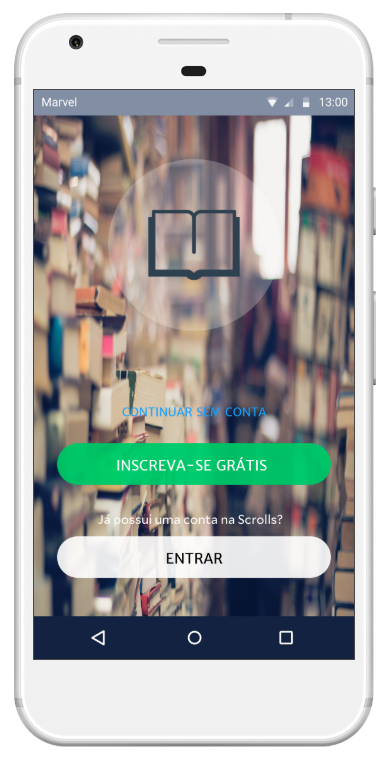 Marvel 13:00
CONTINUAR SEM CONTA
INSCREVA-SE GRÁTIS
Já possui uma conta na Scrolls?
ENTRAR